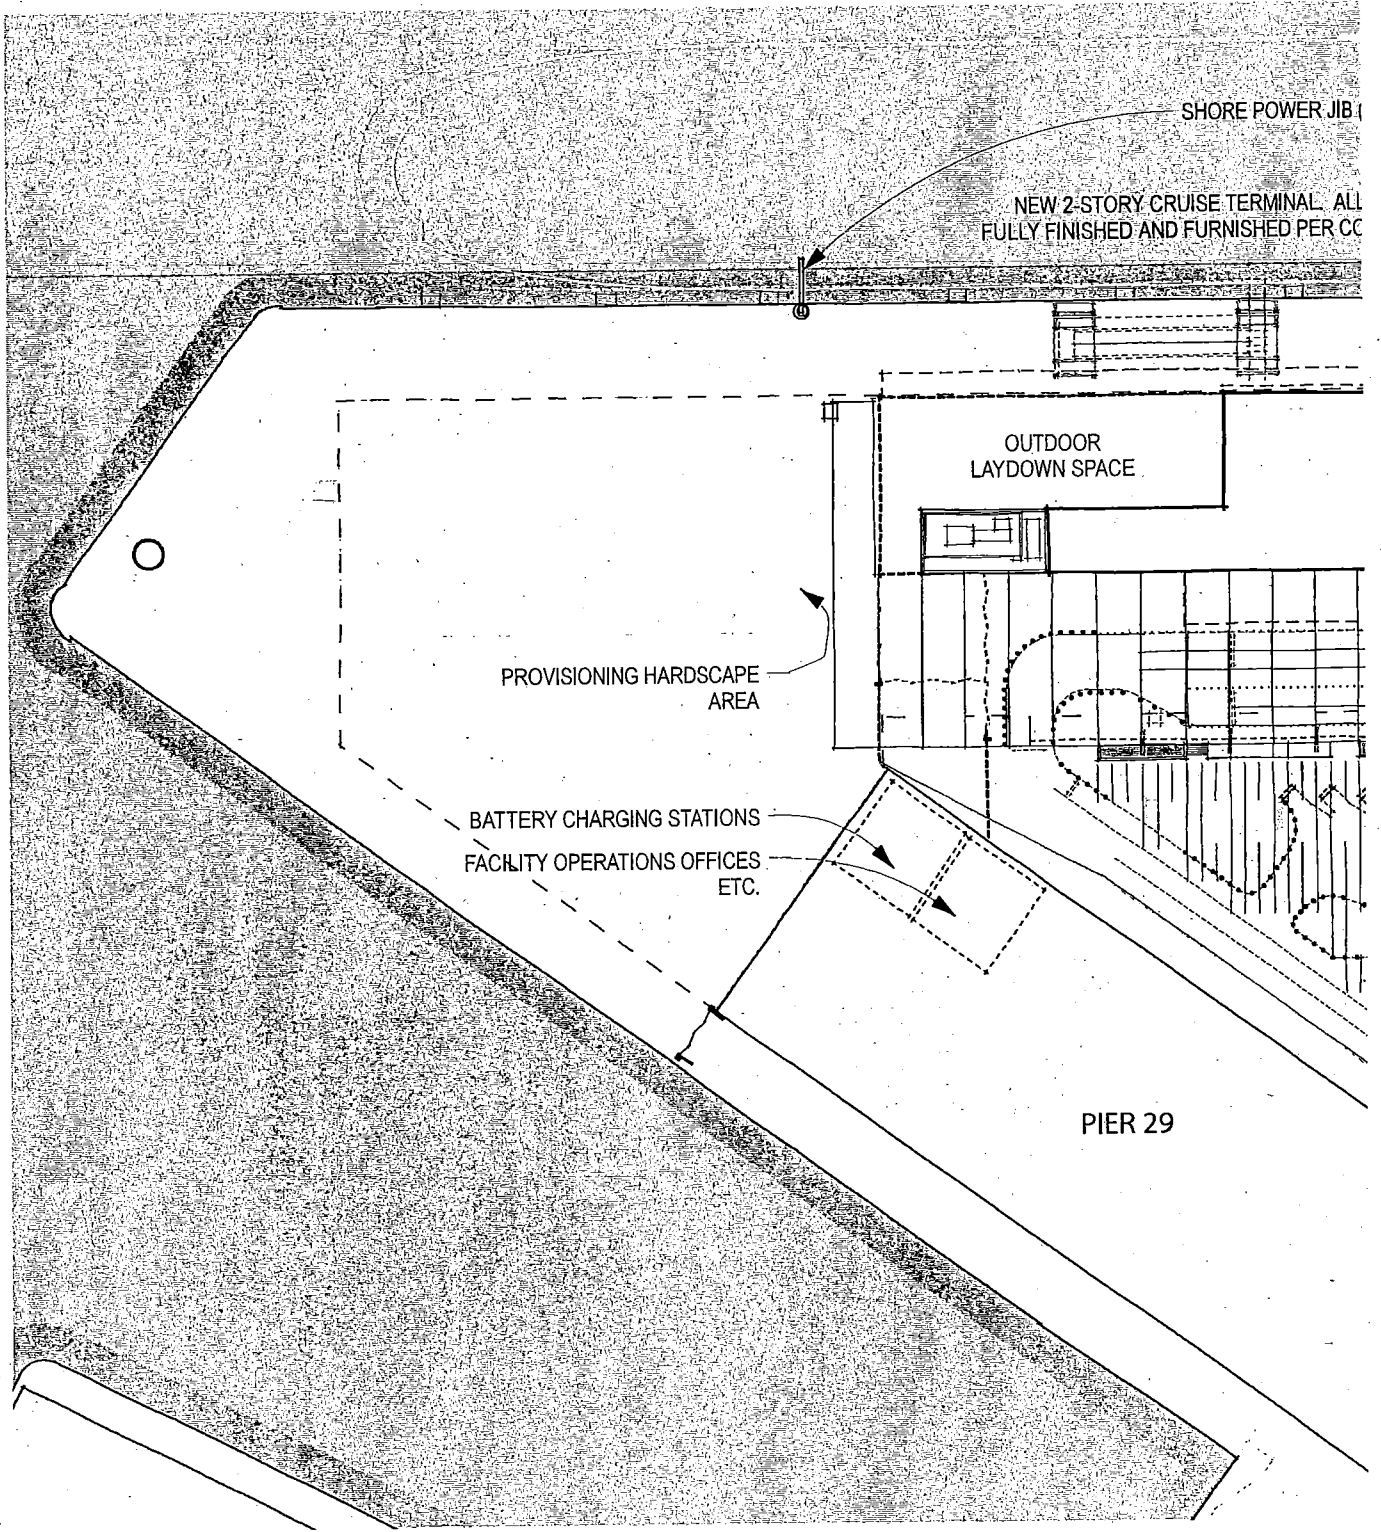 SHORE POWER JIB (
NEW 2-STORY CRUISE TERMINAL. ALL
FULLY FINISHED AND FURNISHED PER CO
OUTDOOR
LAYDOWN SPACE
PROVISIONING HARDSCAPE
AREA
BATTERY CHARGING STATIONS
FACILITY OPERATIONS OFFICES
ETC.
PIER 29